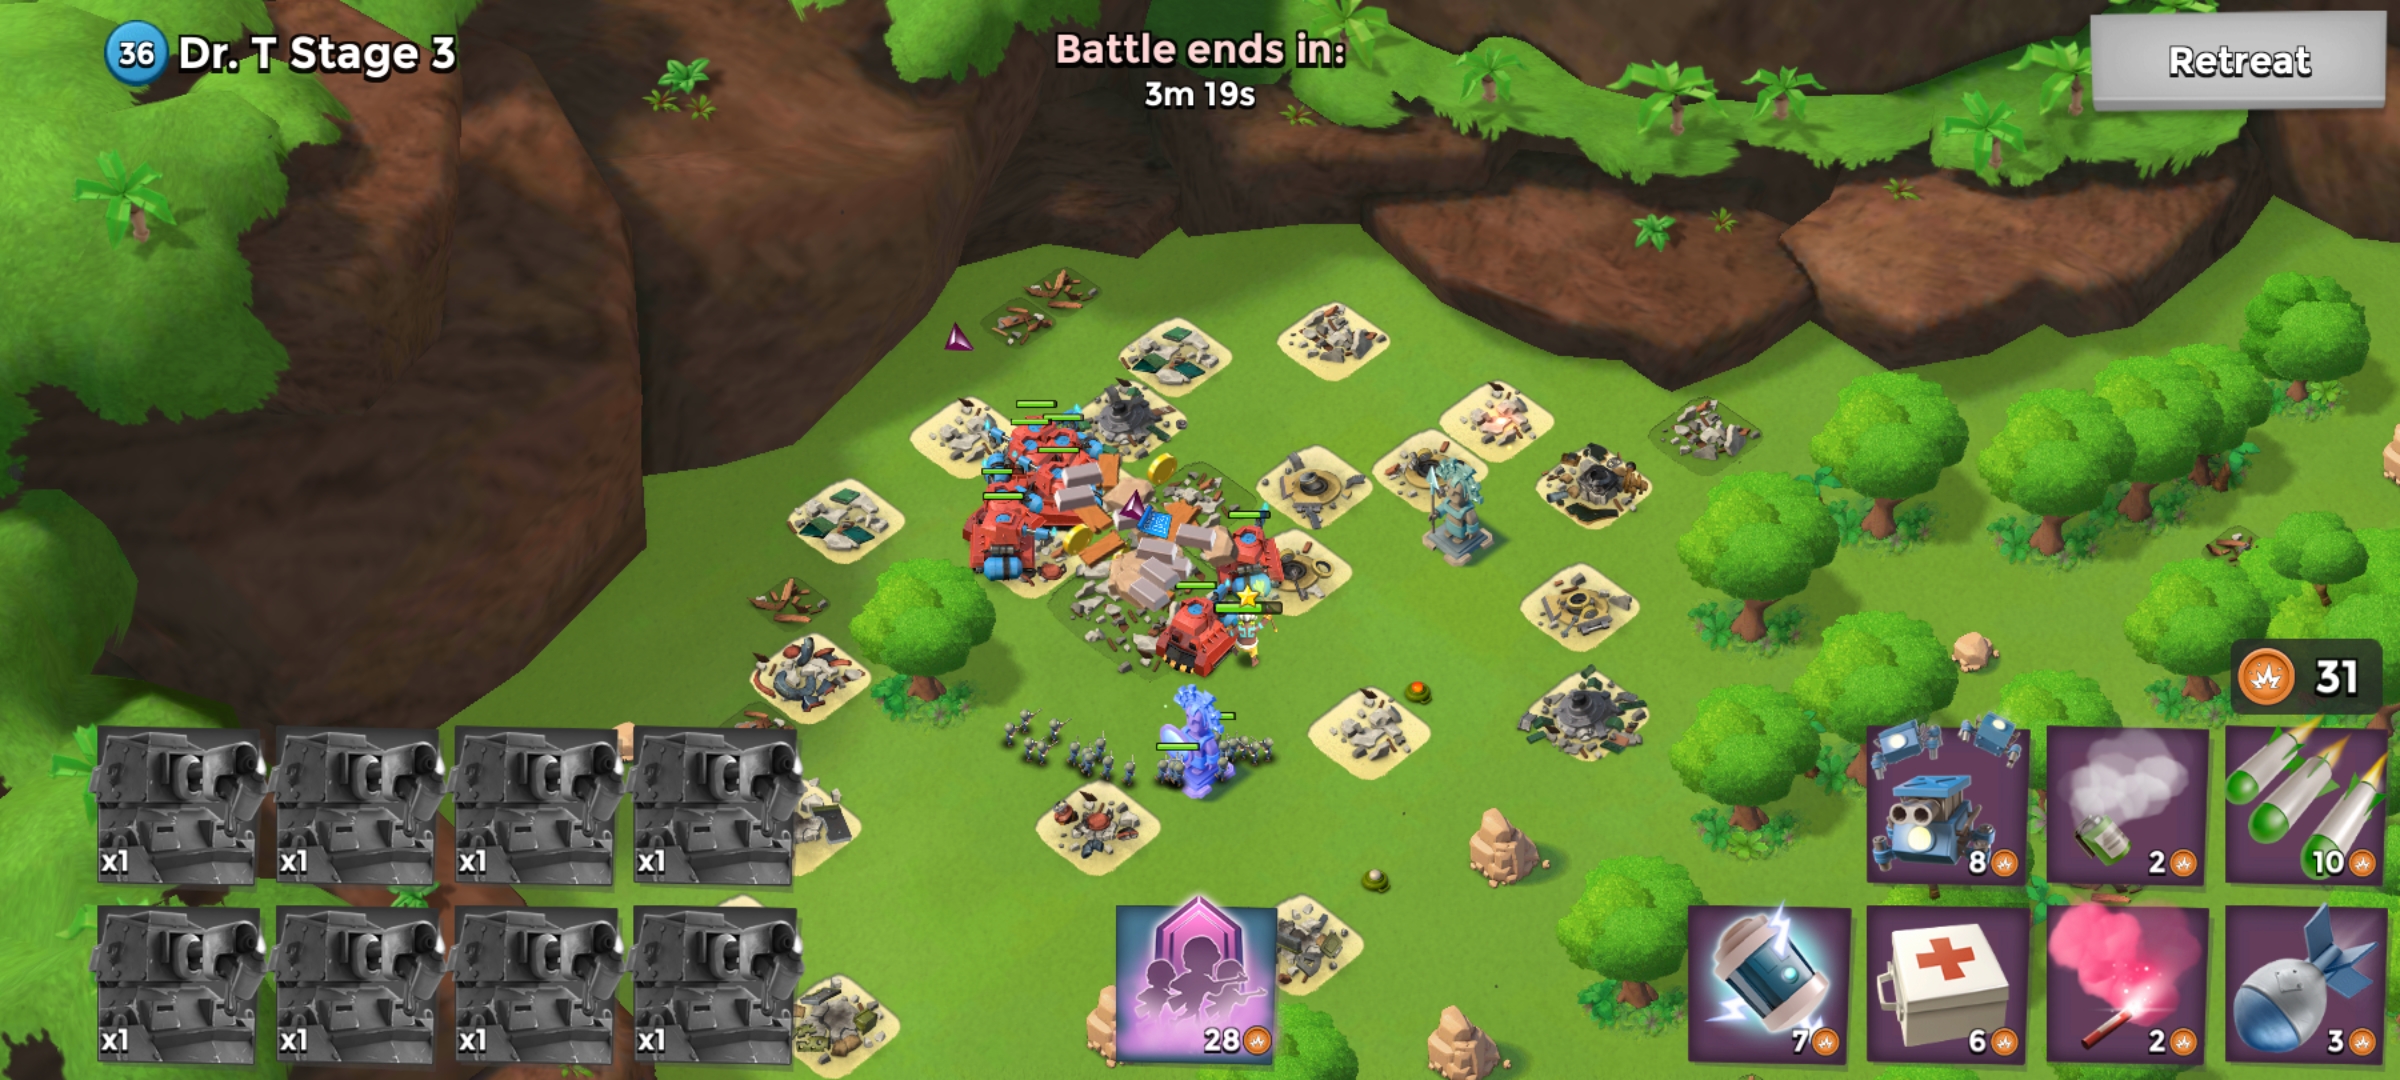 36 Dr. T Stage 3
Battle ends in:
3m 19s
Retreat
31
x1 x1 x1 x1
8 2 10
x1 x1 x1 x1
28
7 6 2 3